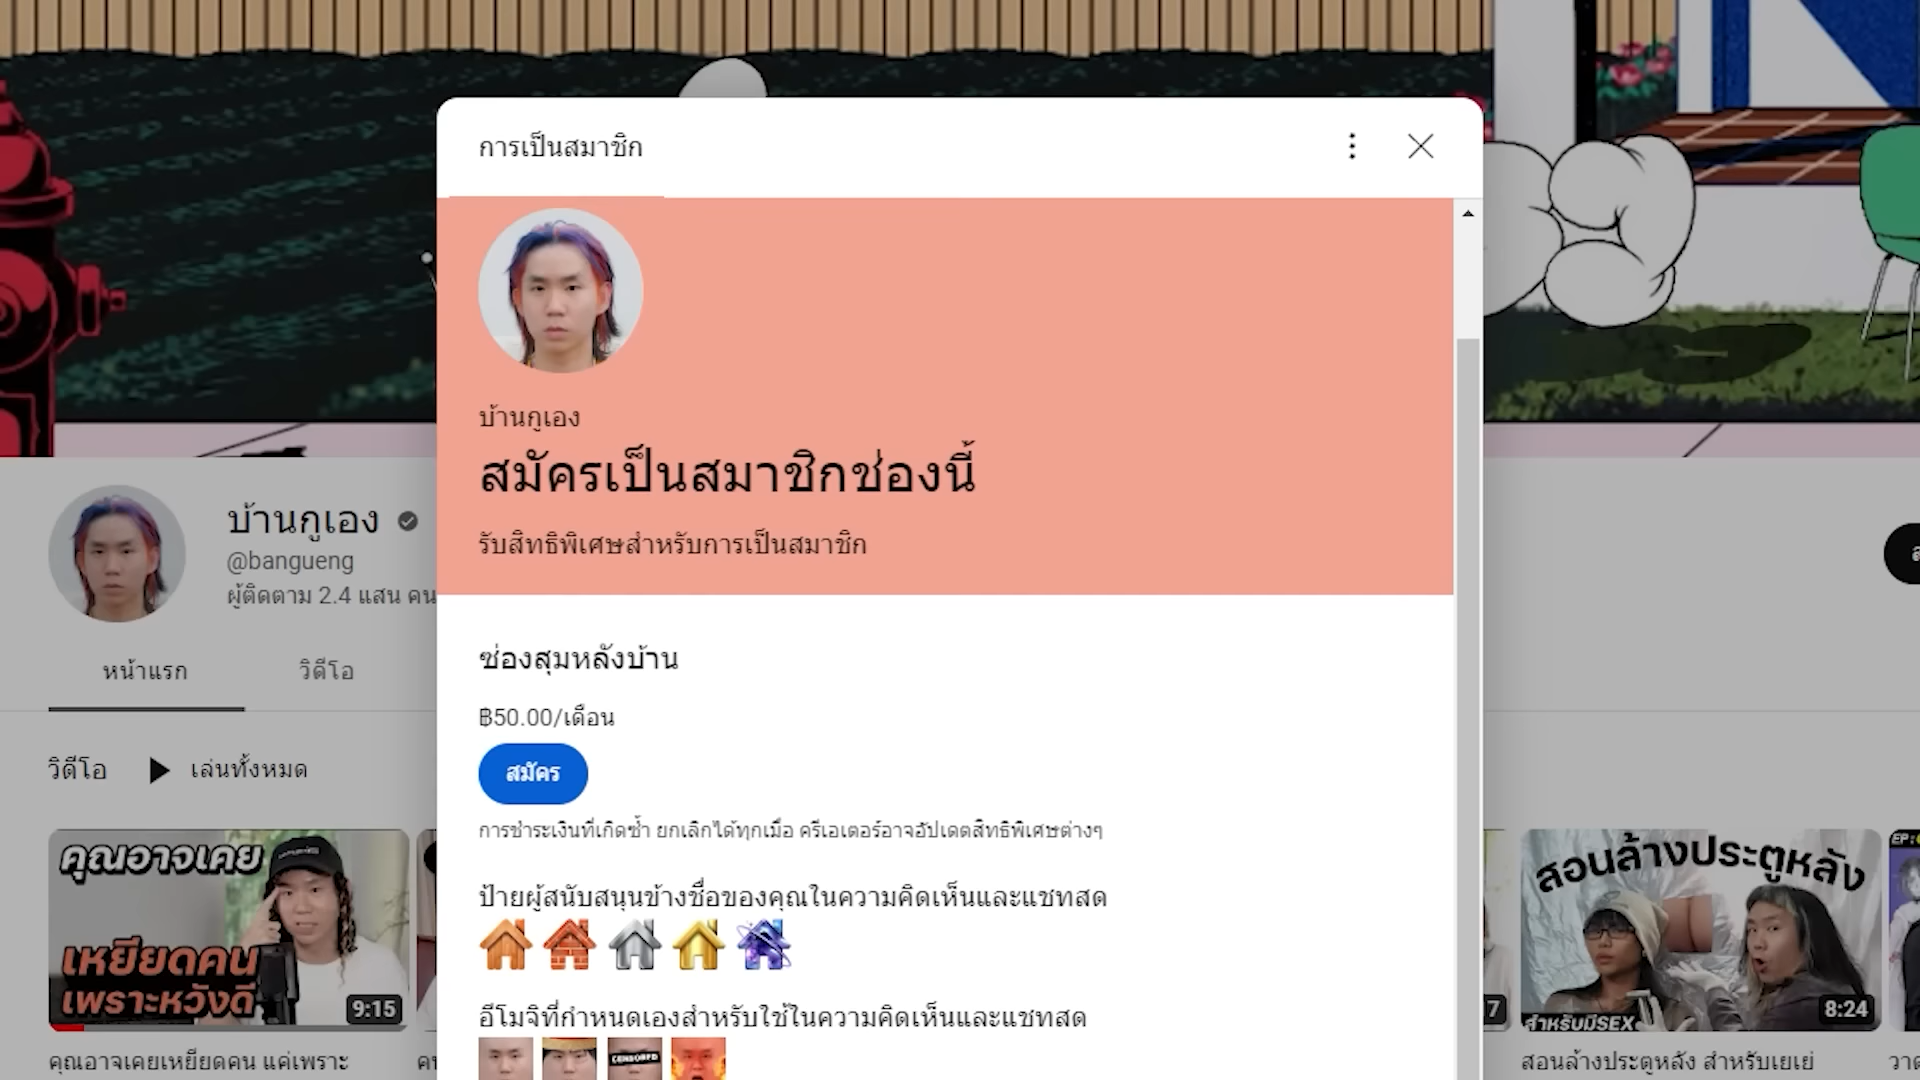 การเป็นสมาชิก
บ้านกูเอง
สมัครเป็นสมาชิกช่องนี้
รับสิทธิพิเศษสำหรับการเป็นสมาชิก
บ้านกูเอง
@bangueng
ผู้ติดตาม 2.4 แสน คน
หน้าแรก
วิดีโอ
ซ่องสุมหลังบ้าน
฿50.00/เดือน
สมัคร
การชำระเงินที่เกิดซ้ำ ยกเลิกได้ทุกเมื่อ ครีเอเตอร์อาจอัปเดตสิทธิพิเศษต่างๆ
ป้ายผู้สนับสนุนข้างชื่อของคุณในความคิดเห็นและแชทสด
อีโมจิที่กำหนดเองสำหรับใช้ในความคิดเห็นและแชทสด
CENSORED
วิดีโอ
เล่นทั้งหมด
คุณอาจเคย
เหยียดคน
เพราะหวังดี
9:15
คุณอาจเคยเหยียดคน แค่เพราะ
7
สอนล้างประตูหลัง
สำหรับมีSEX
8:24
สอนล้างประตูหลัง สำหรับเยเย่
EP